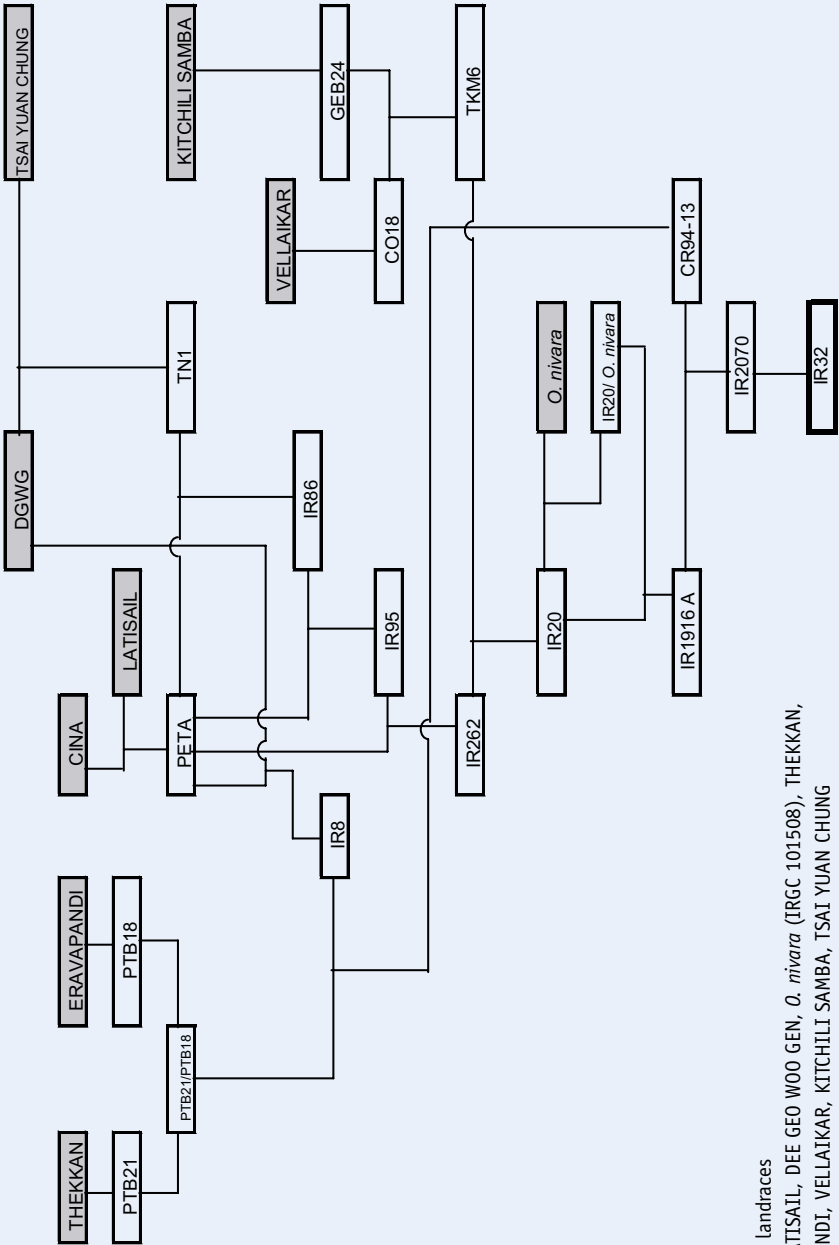 DGWG
TSAI YUAN CHUNG
THEKKAN
ERAVAPANDI
CINA
PTB21
PTB18
LATISAIL
PTB21/PTB18
PETA
TN1
KITCHILI SAMBA
VELLAIKAR
IR8
IR86
GEB24
IR95
CO18
IR262
TKM6
IR20
O. nivara
IR20/ O. nivara
IR1916 A
CR94-13
IR2070
IR32
landraces
TISAIL, DEE GEO WOO GEN, O. nivara (IRGC 101508), THEKKAN,
NDI, VELLAIKAR, KITCHILI SAMBA, TSAI YUAN CHUNG